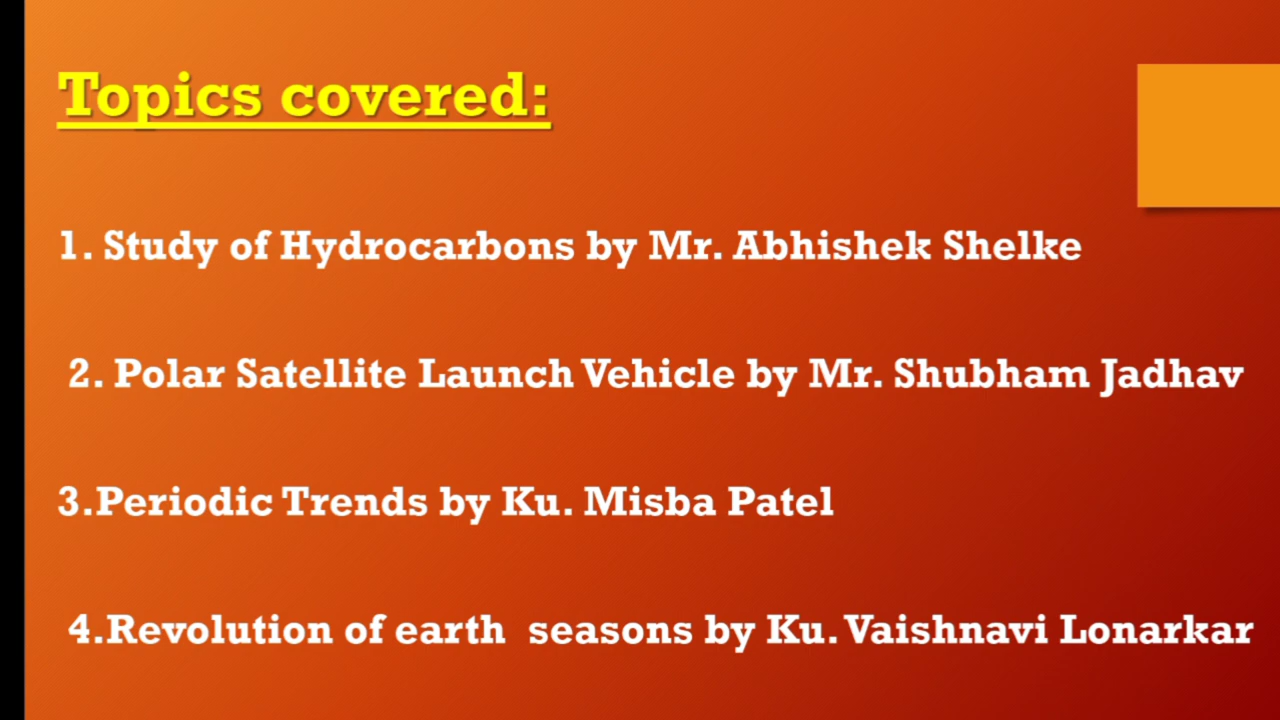 Topics covered:
1. Study of Hydrocarbons by Mr. Abhishek Shelke
2. Polar Satellite Launch Vehicle by Mr. Shubham Jadhav
3.Periodic Trends by Ku. Misba Patel
4.Revolution of earth  seasons by Ku. Vaishnavi Lonarkar